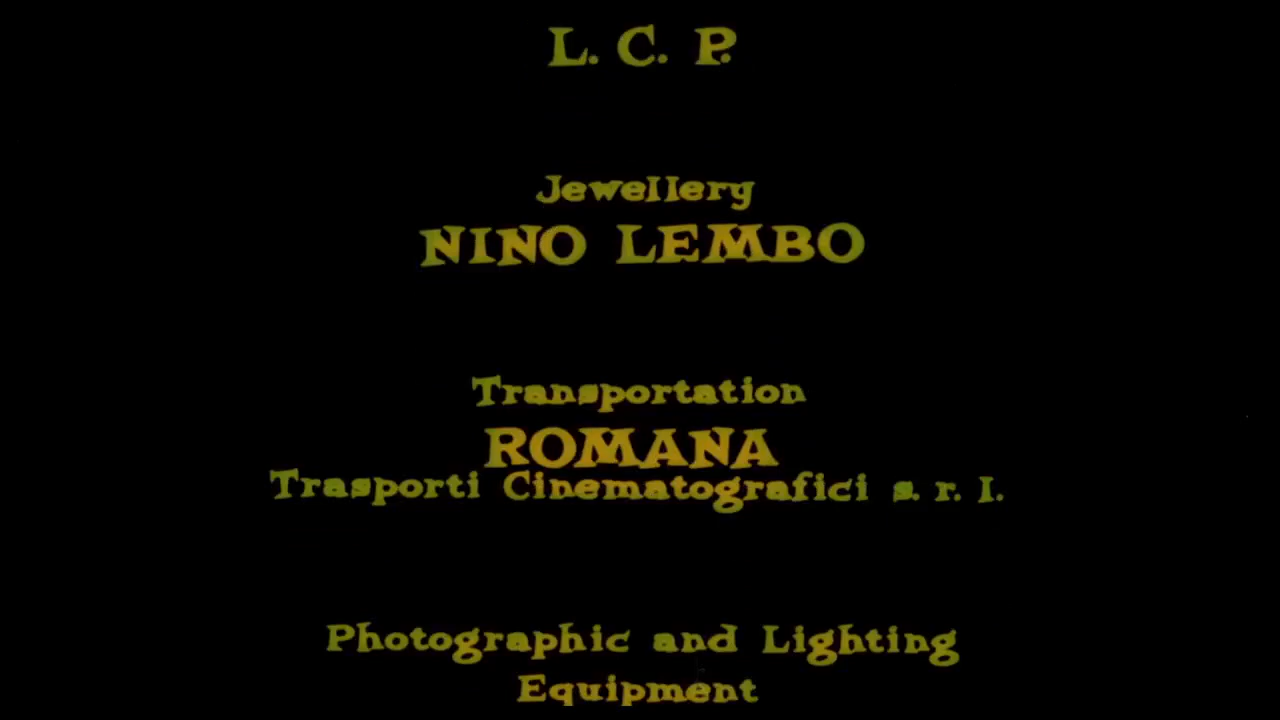 L. C. P.
Jewellery
NINO LEMBO
Transportation
ROMANA
Trasporti Cinematografici s. r. l.
Photographic and Lighting
Equipment